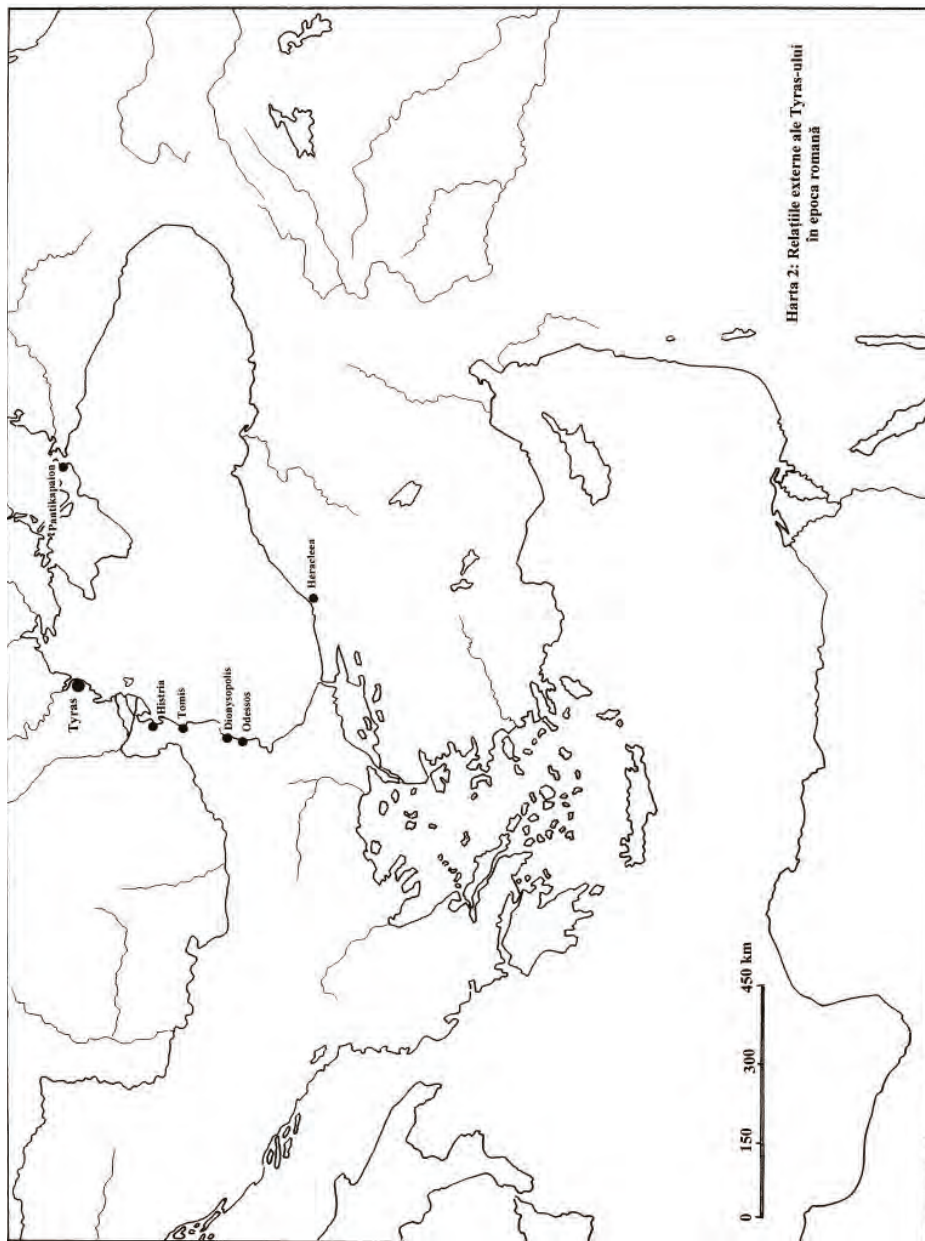 Pantikapaion
Tyras
Histria
Tomis
Dionysopolis
Odessos
Heracleea
Harta 2: Relațiile externe ale Tyras-ului
în epoca romană
0 150 300 450 km